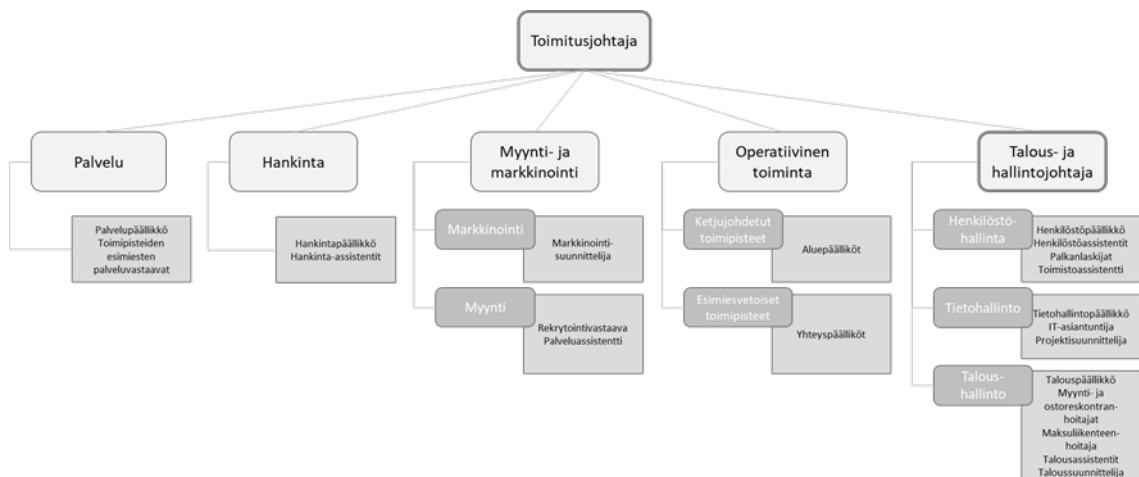 Toimitusjohtaja
Palvelu
Palvelupäällikkö
Toimipisteiden
esimiesten
palveluvastaavat
Hankinta
Hankintapäällikkö
Hankinta-assistentit
Myynti- ja
markkinointi
Markkinointi
Markkinointi-
suunnittelija
Myynti
Rekrytointivastaava
Palveluassistentti
Operatiivinen
toiminta
Ketjujohdetut
toimipisteet
Aluepälliköt
Esimiesvetoiset
toimipisteet
Yhteyspälliköt
Talous- ja
hallintojohtaja
Henkilöstö-
hallinta
Henkilöstöpäällikkö
Henkilöstöassistentit
Palkanlaskijat
Toimistoassistentti
Tietohallinto
Tietohallintopäällikkö
IT-asiantuntija
Projektisuunnittelija
Talous-
hallinto
Talouspäällikkö
Myynti- ja
ostoreskontran-
hoitajat
Maksuliikenteen-
hoitaja
Talousassistentit
Taloussuunnittelija